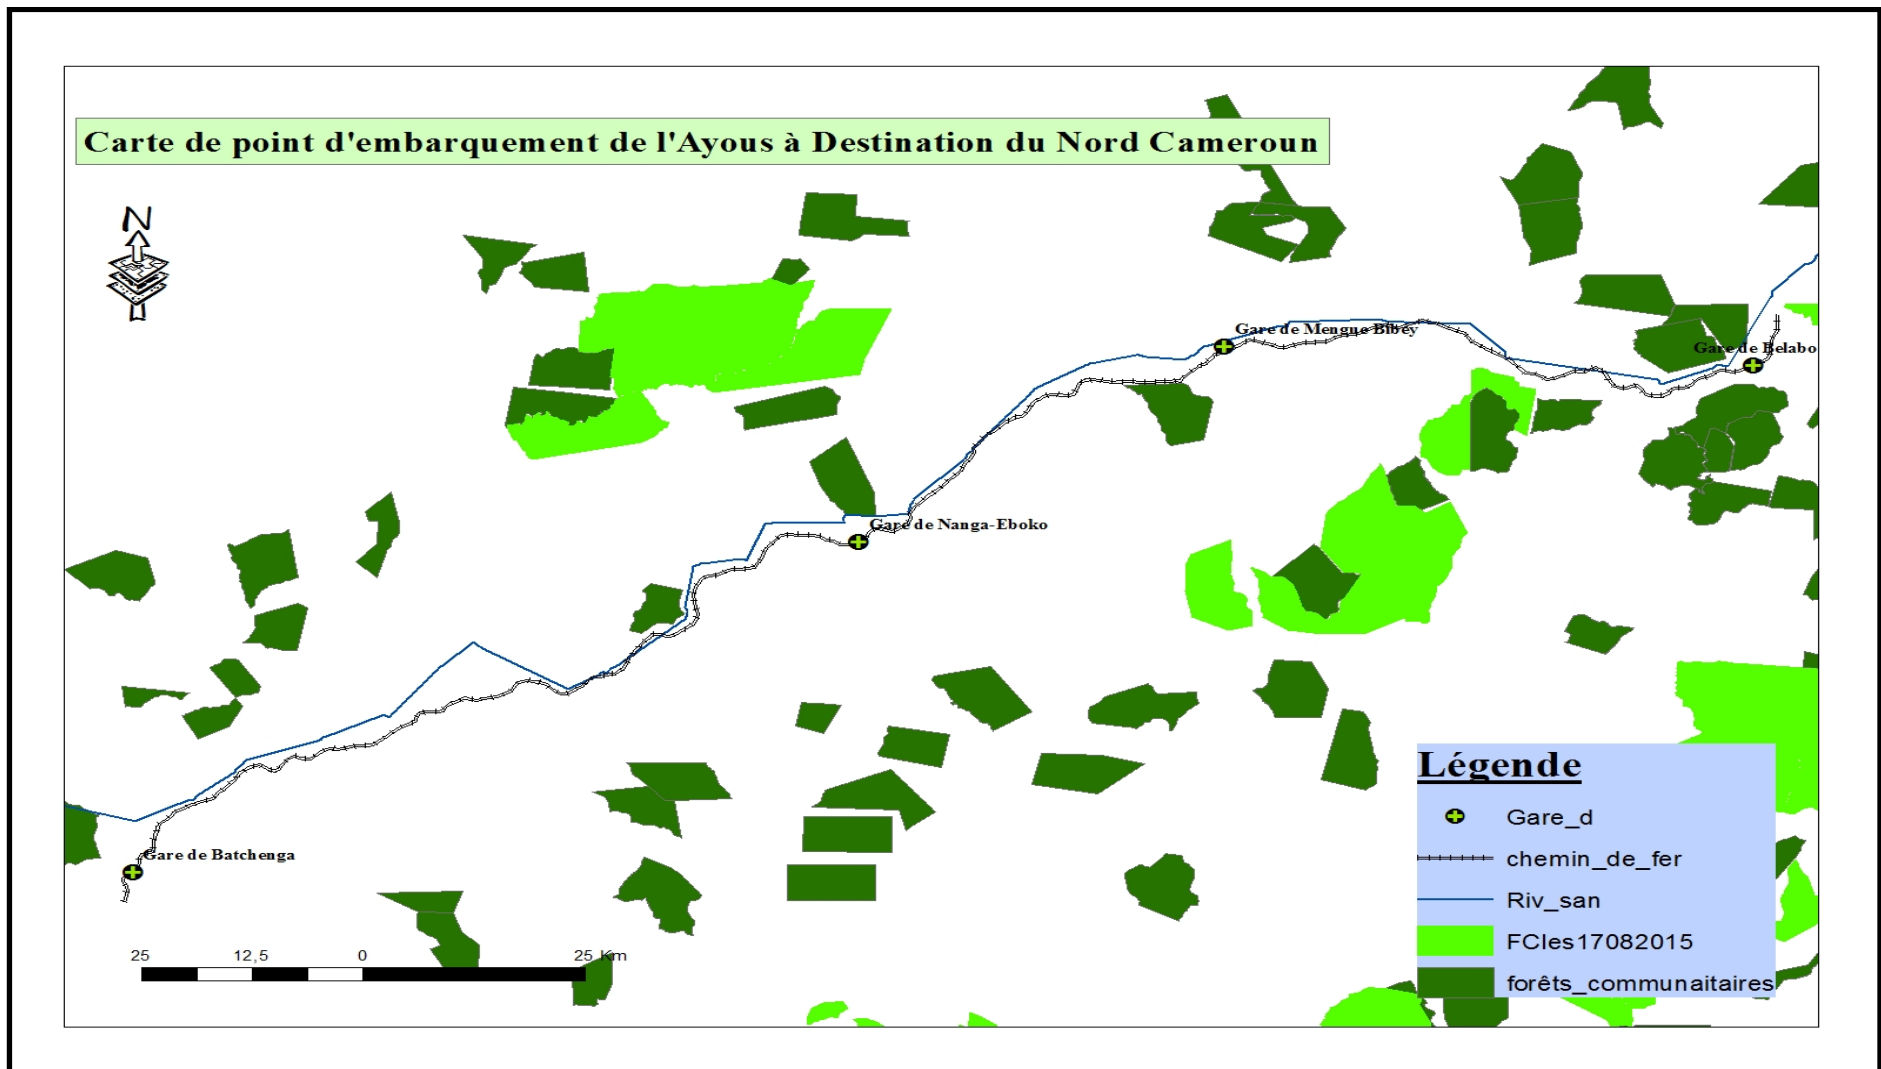 Carte de point d'embarquement de l'Ayous à Destination du Nord Cameroun
N
Gare de Mengue Bibey
Gare de Belabo
Gare de Nanga-Eboko
Gare de Batchenga
25 12,5 0 25 Km
Légende
Gare_d
chemin_de_fer
Riv_san
FCles17082015
forêts_communaitaires